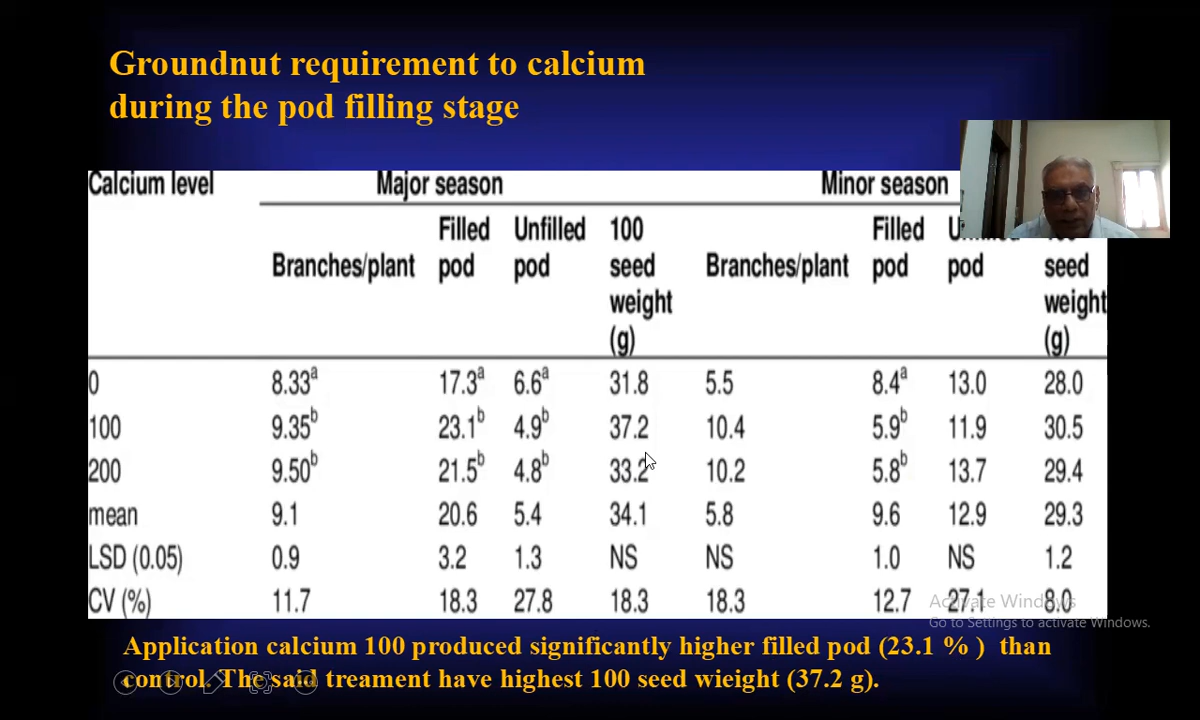 Groundnut requirement to calcium
during the pod filling stage
Calcium level Major season Minor season
Filled Unfilled 100 Filled
Branches/plant pod pod seed Branches/plant pod pod seed
weight weight
(g) (g)
0 8.33a 17.3a 6.6a 31.8 5.5 8.4a 13.0 28.0
100 9.35b 23.1b 4.9b 37.2 10.4 5.9b 11.9 30.5
200 9.50b 21.5b 4.8b 33.2 10.2 5.8b 13.7 29.4
mean 9.1 20.6 5.4 34.1 5.8 9.6 12.9 29.3
LSD (0.05) 0.9 3.2 1.3 NS NS 1.0 NS 1.2
CV (%) 11.7 18.3 27.8 18.3 18.3 12.7 27.1 8.0
Activate Windows
Go to Settings to activate Windows.
Application calcium 100 produced significantly higher filled pod (23.1 % ) than
control. The said treament have highest 100 seed wieight (37.2 g).